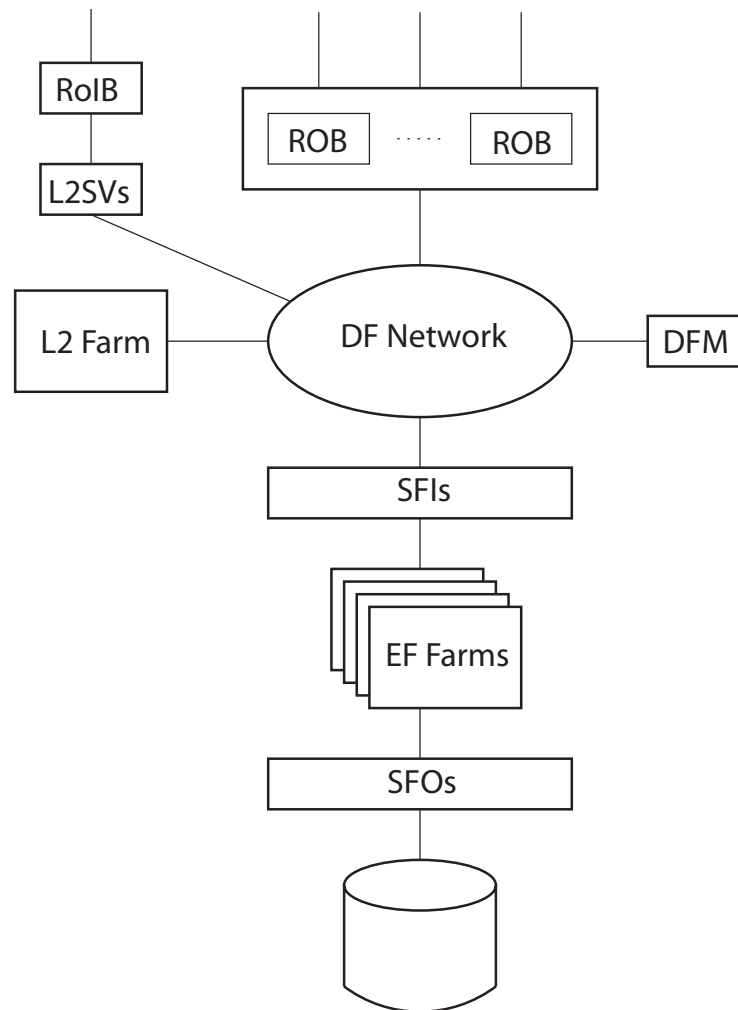 RoIB
ROB ..... ROB
L2SVs
L2 Farm
DF Network
DFM
SFIs
EF Farms
SFOs